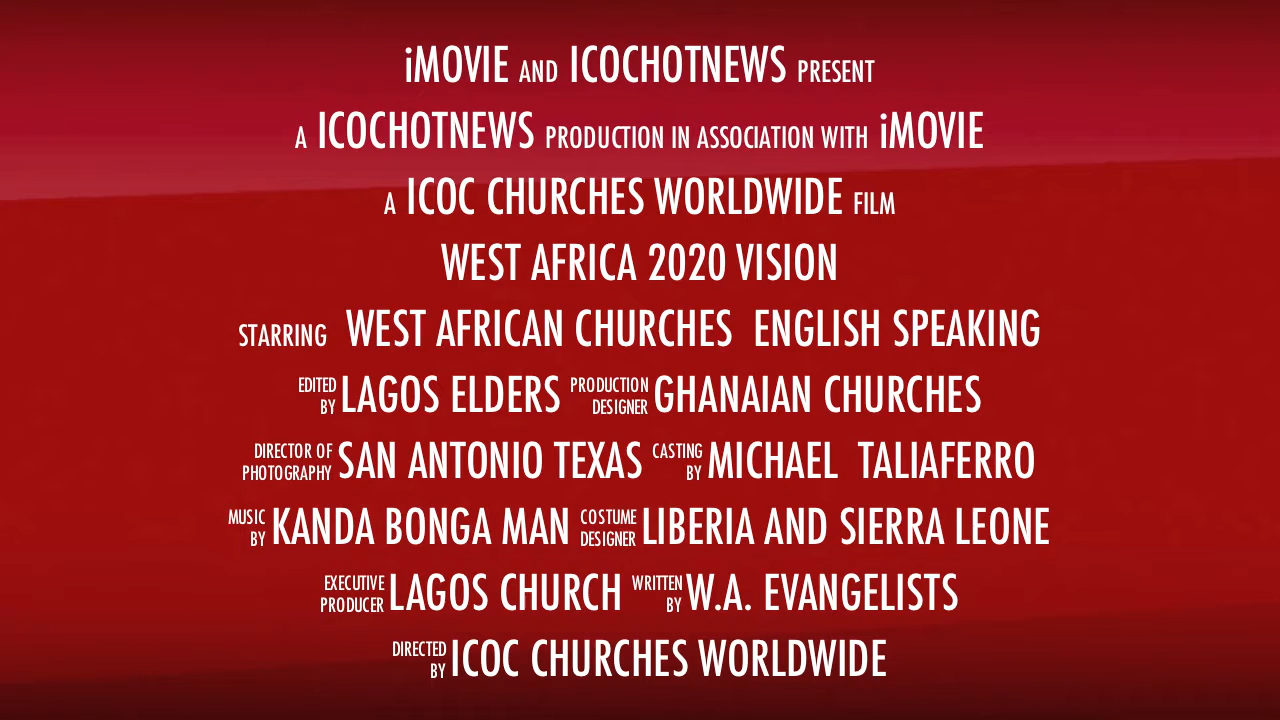 iMOVIE AND ICOCHOTNEWS PRESENT
A ICOCHOTNEWS PRODUCTION IN ASSOCIATION WITH iMOVIE
A ICOC CHURCHES WORLDWIDE FILM
WEST AFRICA 2020 VISION
STARRING WEST AFRICAN CHURCHES ENGLISH SPEAKING
EDITED BY LAGOS ELDERS PRODUCTION DESIGNER GHANAIAN CHURCHES
DIRECTOR OF PHOTOGRAPHY SAN ANTONIO TEXAS CASTING BY MICHAEL TALIAFERRO
MUSIC BY KANDA BONGA MAN COSTUME DESIGNER LIBERIA AND SIERRA LEONE
EXECUTIVE PRODUCER LAGOS CHURCH WRITTEN BY W.A. EVANGELISTS
DIRECTED BY ICOC CHURCHES WORLDWIDE